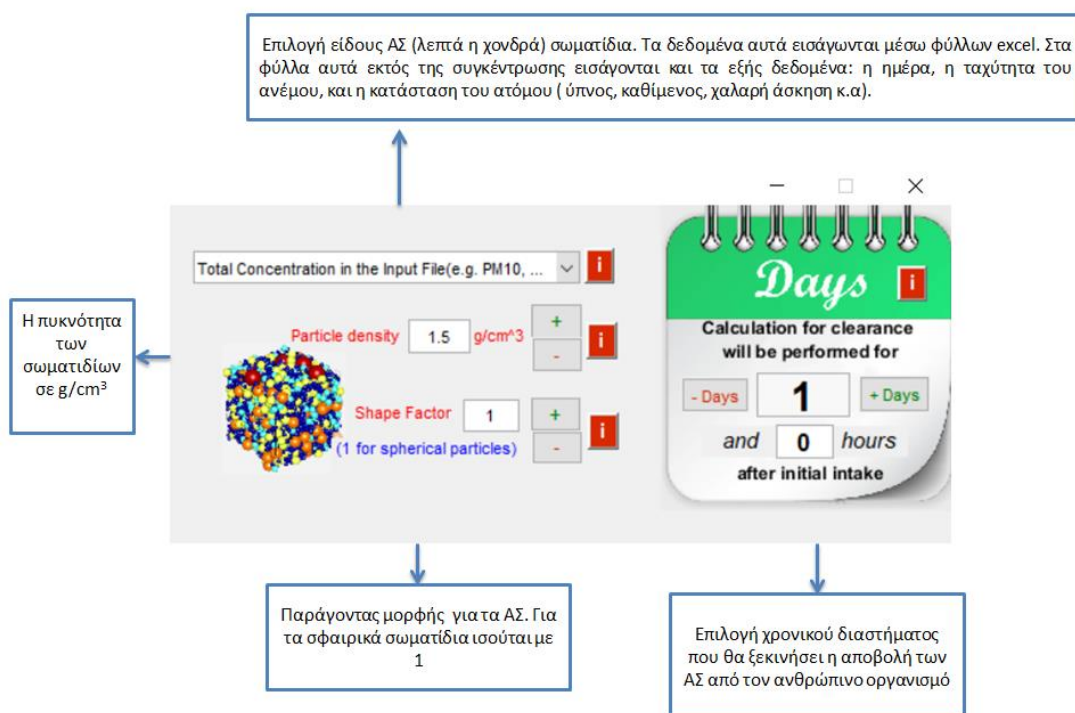 Επιλογή είδους ΑΣ (λεπτά η χονδρά) σωματίδια. Τα δεδομένα αυτά εισάγωνται μέσω φύλλων excel. Στα
φύλλα αυτά εκτός της συγκέντρωσης εισάγονται και τα εξής δεδομένα: η ημέρα, η ταχύτητα του
ανέμου, και η κατάσταση του ατόμου ( ύπνος, καθίμενος, χαλαρή άσκηση κ.α).
Total Concentration in the Input File(e.g. PM10, ...
i
Η πυκνότητα
των
σωματιδίων
σε g/cm³
Particle density 1.5 g/cm^3
+
-
i
Shape Factor 1
(1 for spherical particles)
+
-
i
Days
i
Calculation for clearance
will be performed for
- Days 1 + Days
and 0 hours
after initial intake
Παράγοντας μορφής για τα ΑΣ. Για
τα σφαιρικά σωματίδια ισούται με
1
Επιλογή χρονικού διαστήματος
που θα ξεκινήσει η αποβολή των
ΑΣ από τον ανθρώπινο οργανισμό